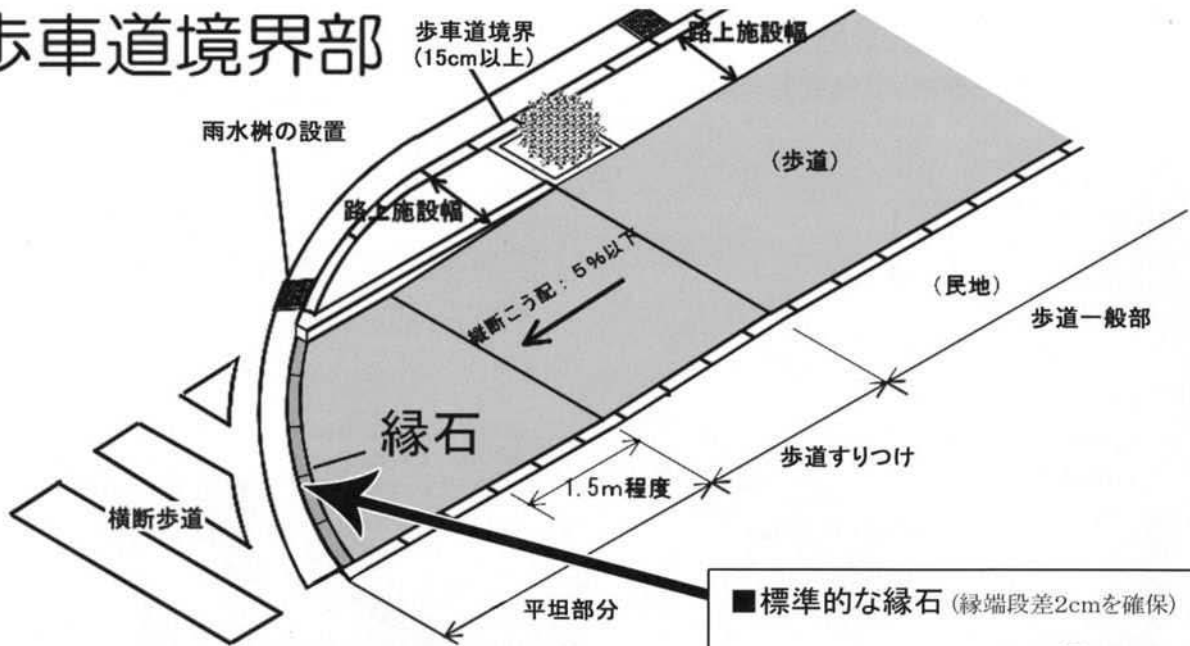 歩車道境界部
歩車道境界
(15cm以上)
路上施設幅
雨水桝の設置
(歩道)
路上施設幅
縦断こう配：５%以下
(民地)
歩道一般部
縁石
歩道すりつけ
1.5m程度
横断歩道
平坦部分
■標準的な縁石 (縁端段差2cmを確保)